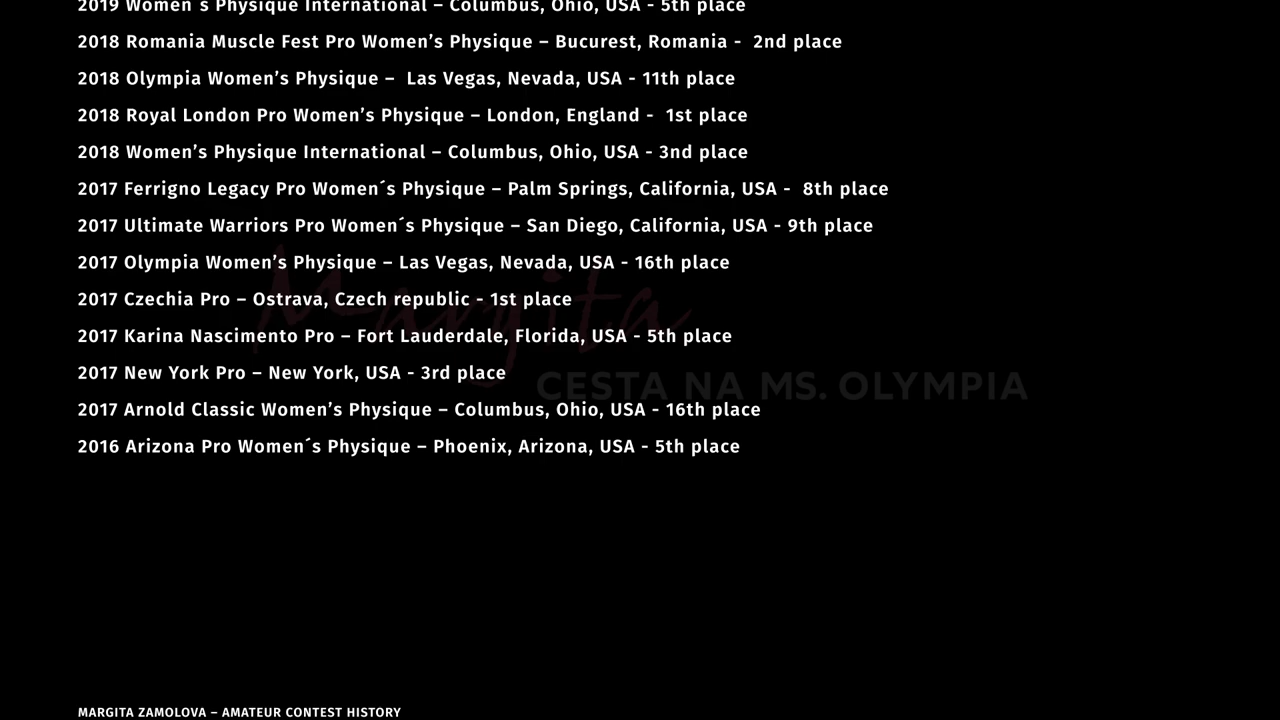 2019 Women´s Physique International – Columbus, Ohio, USA - 5th place
2018 Romania Muscle Fest Pro Women’s Physique – Bucurest, Romania - 2nd place
2018 Olympia Women’s Physique – Las Vegas, Nevada, USA - 11th place
2018 Royal London Pro Women’s Physique – London, England - 1st place
2018 Women’s Physique International – Columbus, Ohio, USA - 3nd place
2017 Ferrigno Legacy Pro Women´s Physique – Palm Springs, California, USA - 8th place
2017 Ultimate Warriors Pro Women´s Physique – San Diego, California, USA - 9th place
2017 Olympia Women’s Physique – Las Vegas, Nevada, USA - 16th place
2017 Czechia Pro – Ostrava, Czech republic - 1st place
Margita
2017 Karina Nascimento Pro – Fort Lauderdale, Florida, USA - 5th place
2017 New York Pro – New York, USA - 3rd place
CESTA NA MS. OLYMPIA
2017 Arnold Classic Women’s Physique – Columbus, Ohio, USA - 16th place
2016 Arizona Pro Women´s Physique – Phoenix, Arizona, USA - 5th place
MARGITA ZAMOLOVA – AMATEUR CONTEST HISTORY